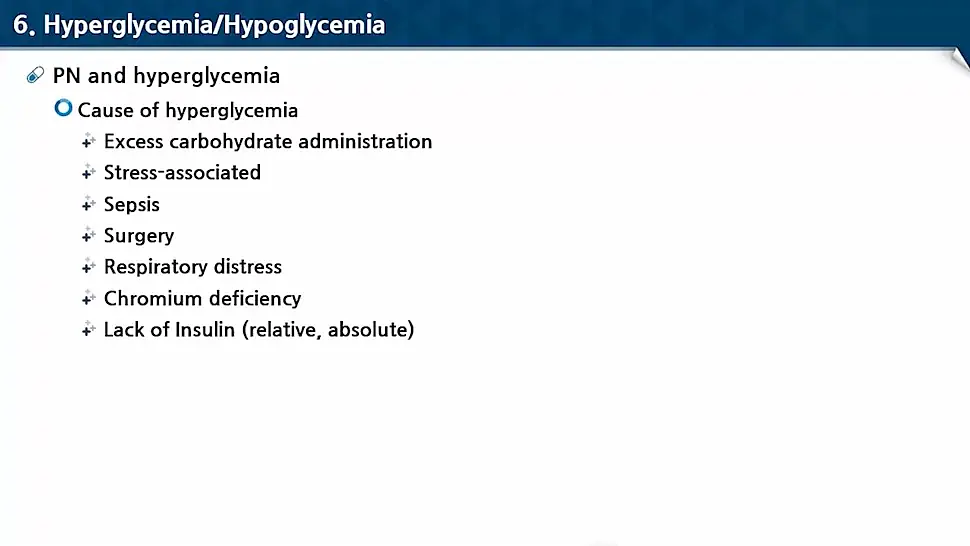 6. Hyperglycemia/Hypoglycemia
PN and hyperglycemia
Cause of hyperglycemia
Excess carbohydrate administration
Stress-associated
Sepsis
Surgery
Respiratory distress
Chromium deficiency
Lack of Insulin (relative, absolute)